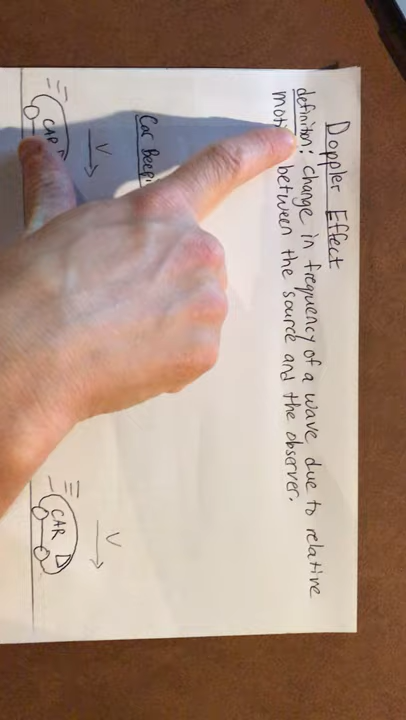 Doppler Effect
definition: change in frequency of a wave due to relative
between the source and the observer.
Car
V
CAR
V
CAR